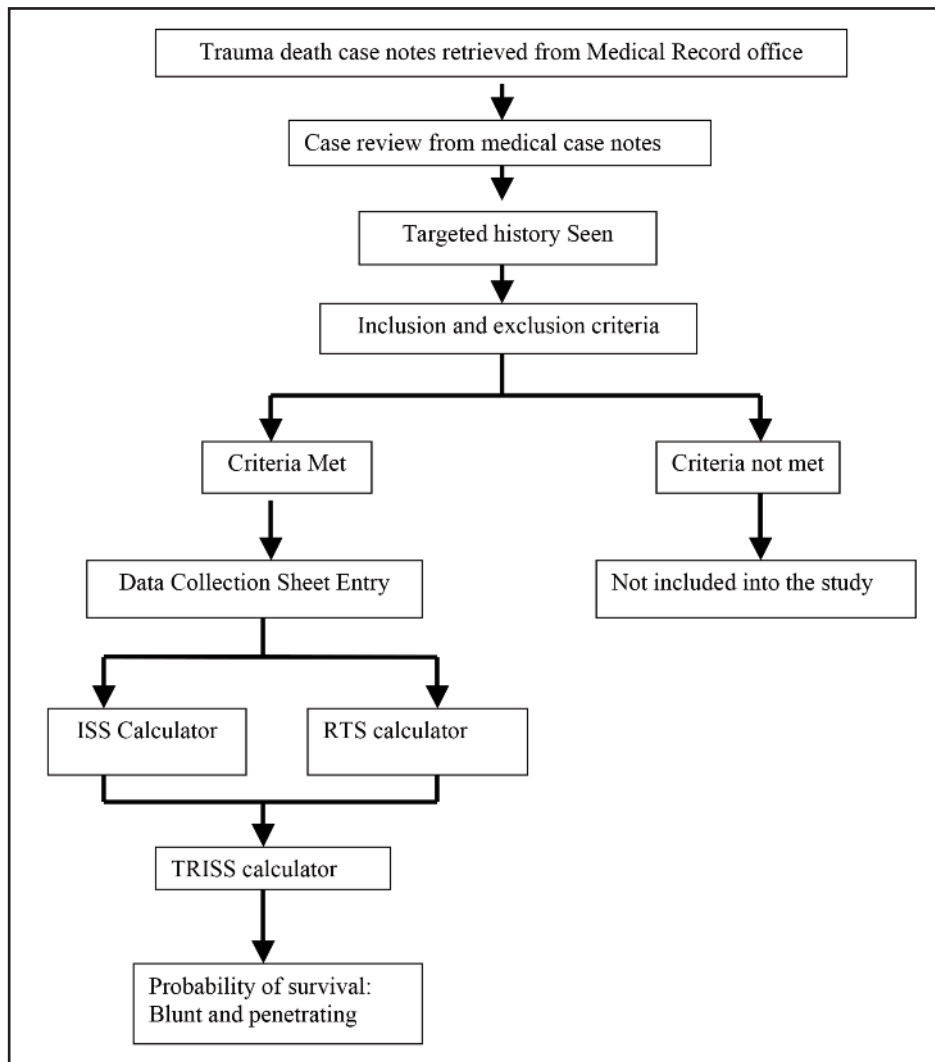 Trauma death case notes retrieved from Medical Record office
Case review from medical case notes
Targeted history Seen
Inclusion and exclusion criteria
Criteria Met
Criteria not met
Data Collection Sheet Entry
Not included into the study
ISS Calculator
RTS calculator
TRISS calculator
Probability of survival:
Blunt and penetrating